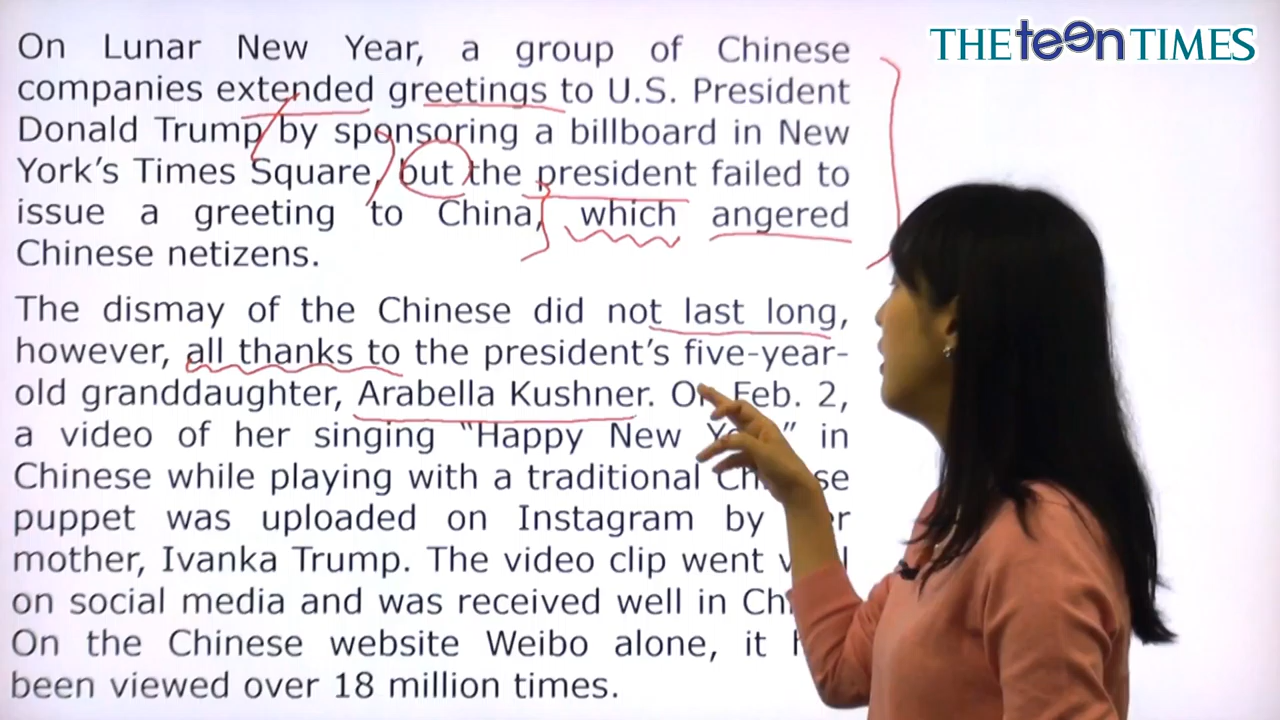 THE teen TIMES
On Lunar New Year, a group of Chinese
companies extended greetings to U.S. President
Donald Trump by sponsoring a billboard in New
York's Times Square, but the president failed to
issue a greeting to China, which angered
Chinese netizens.
The dismay of the Chinese did not last long,
however, all thanks to the president's five-year-
old granddaughter, Arabella Kushner. On Feb. 2,
a video of her singing "Happy New Year" in
Chinese while playing with a traditional Chinese
puppet was uploaded on Instagram by her
mother, Ivanka Trump. The video clip went viral
on social media and was received well in
On the Chinese website Weibo alone, it
been viewed over 18 million times.